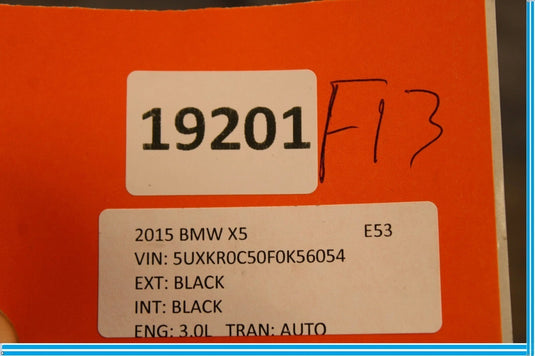 19201 F13
2015 BMW X5 E53
VIN: 5UXKR0C50F0K56054
EXT: BLACK
INT: BLACK
ENG: 3.0L TRAN: AUTO